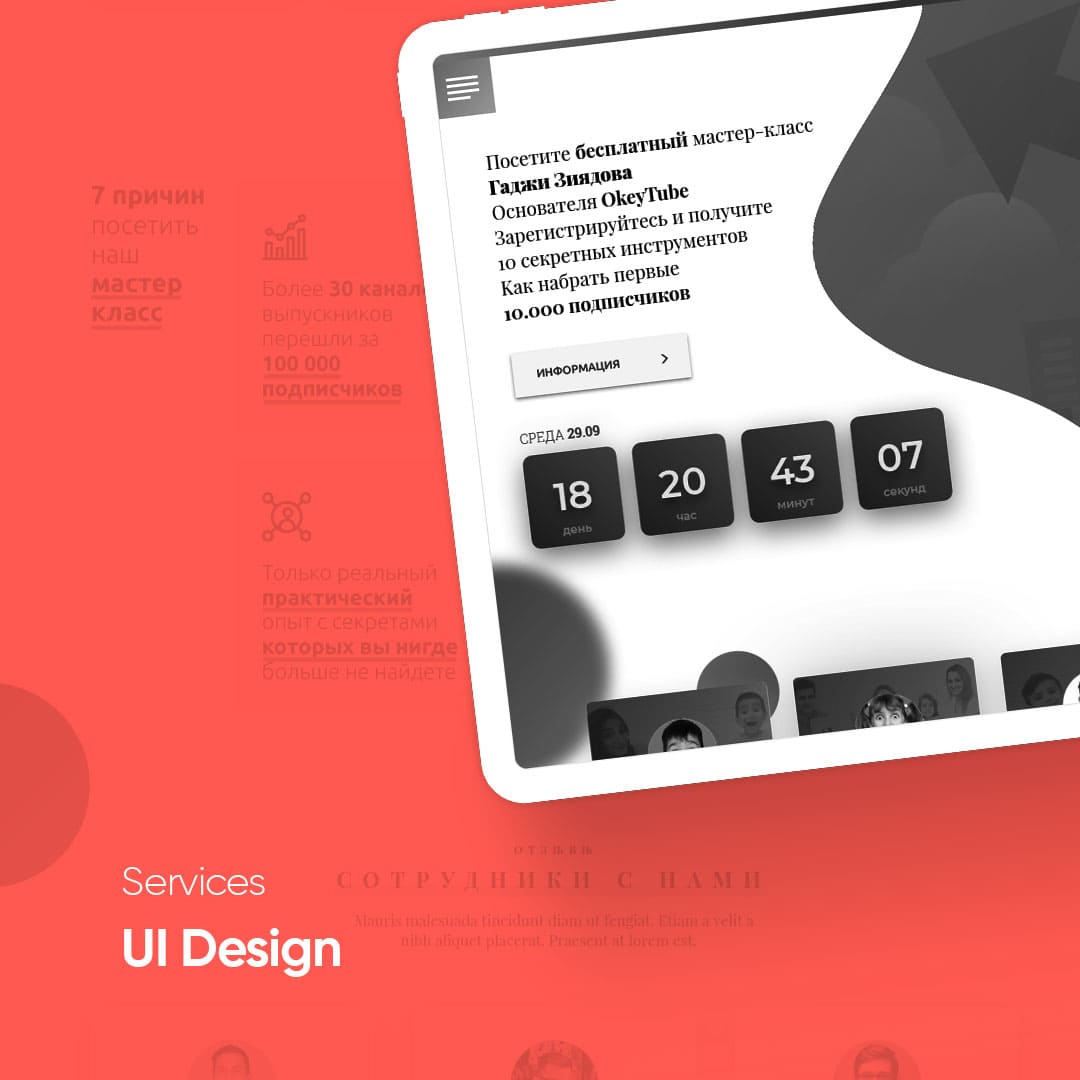 Посетите бесплатный мастер-класс
Гаджи Зиядова
Основателя OkeyTube
Зарегистрируйтесь и получите
10 секретных инструментов
Как набрать первые
10.000 подписчиков
ИНФОРМАЦИЯ
СРЕДА 29.09
18
день
20
час
43
минут
07
секунд
7 причин
посетить
наш
мастер
класс
Более 30 канал
выпускников
перешли за
100 000
подписчиков
Только реальный
практический
опыт с секретами
которых вы нигде
больше не найдете
отзывы
СОТРУДНИКИ С НАМИ
Mauris malesuada tincidunt diam ut feugiat. Etiam a velit a
nibh aliquet placerat. Praesent at lorem est.
Services
UI Design